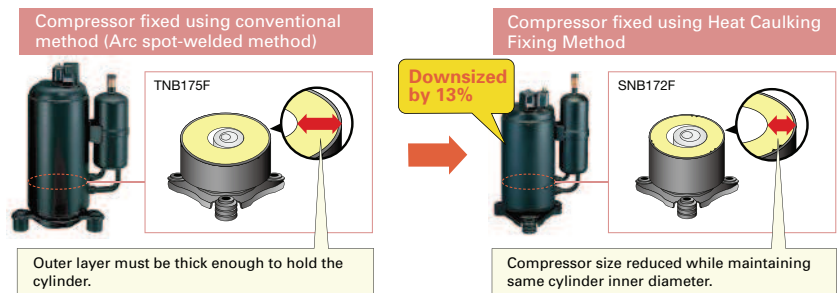 Compressor fixed using conventional
method (Arc spot-welded method)
TNB175F
Outer layer must be thick enough to hold the
cylinder.
Downsized
by 13%
Compressor fixed using Heat Caulking
Fixing Method
SNB172F
Compressor size reduced while maintaining
same cylinder inner diameter.